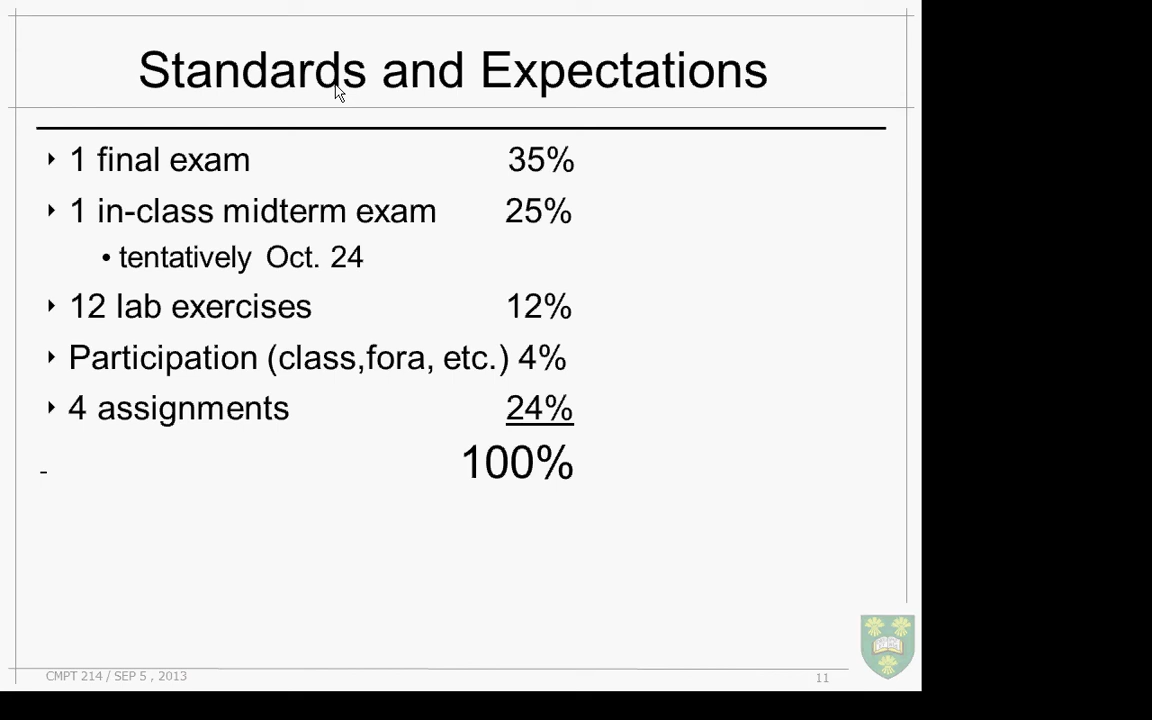 Standards and Expectations
‣ 1 final exam 35%
‣ 1 in-class midterm exam 25%
• tentatively Oct. 24
‣ 12 lab exercises 12%
‣ Participation (class,fora, etc.) 4%
‣ 4 assignments 24%
- 100%
CMPT 214 / SEP 5 , 2013 11